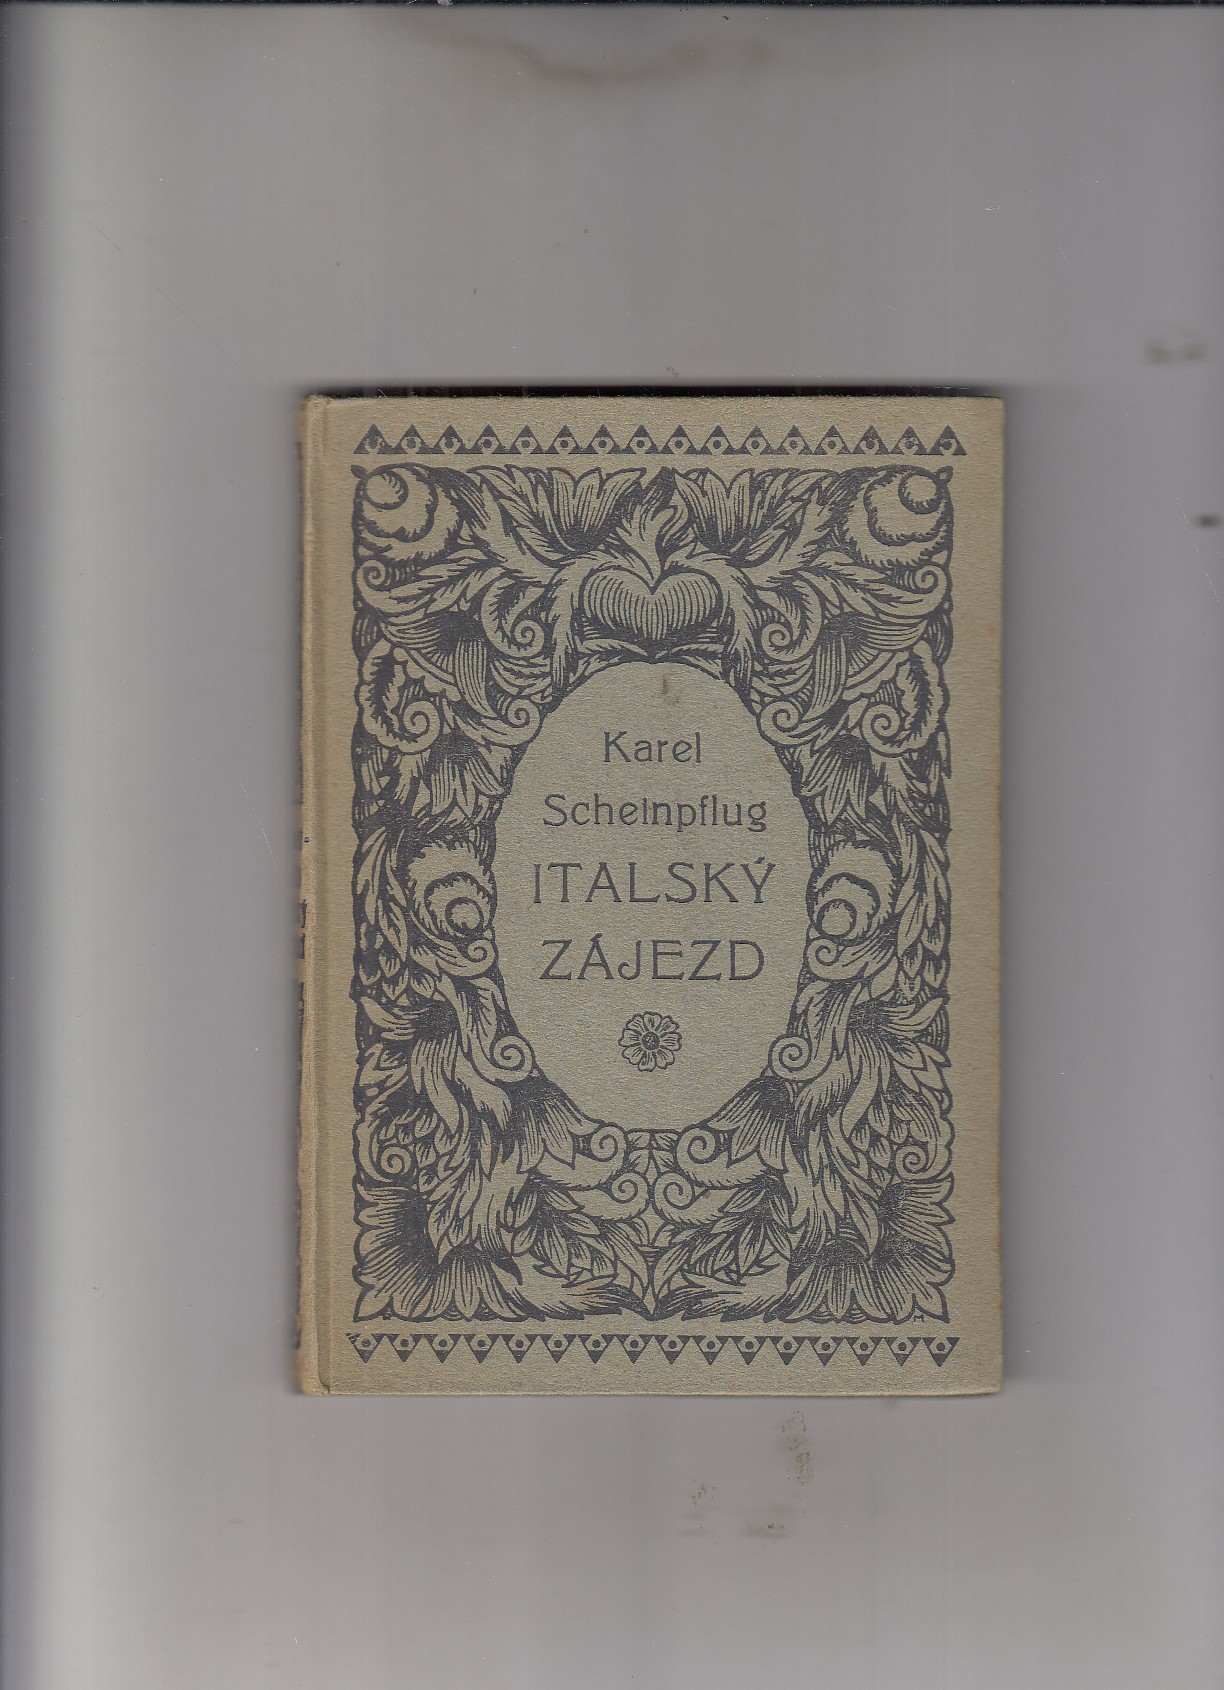 Karel
Scheinpflug
ITALSKÝ
ZÁJEZD
M